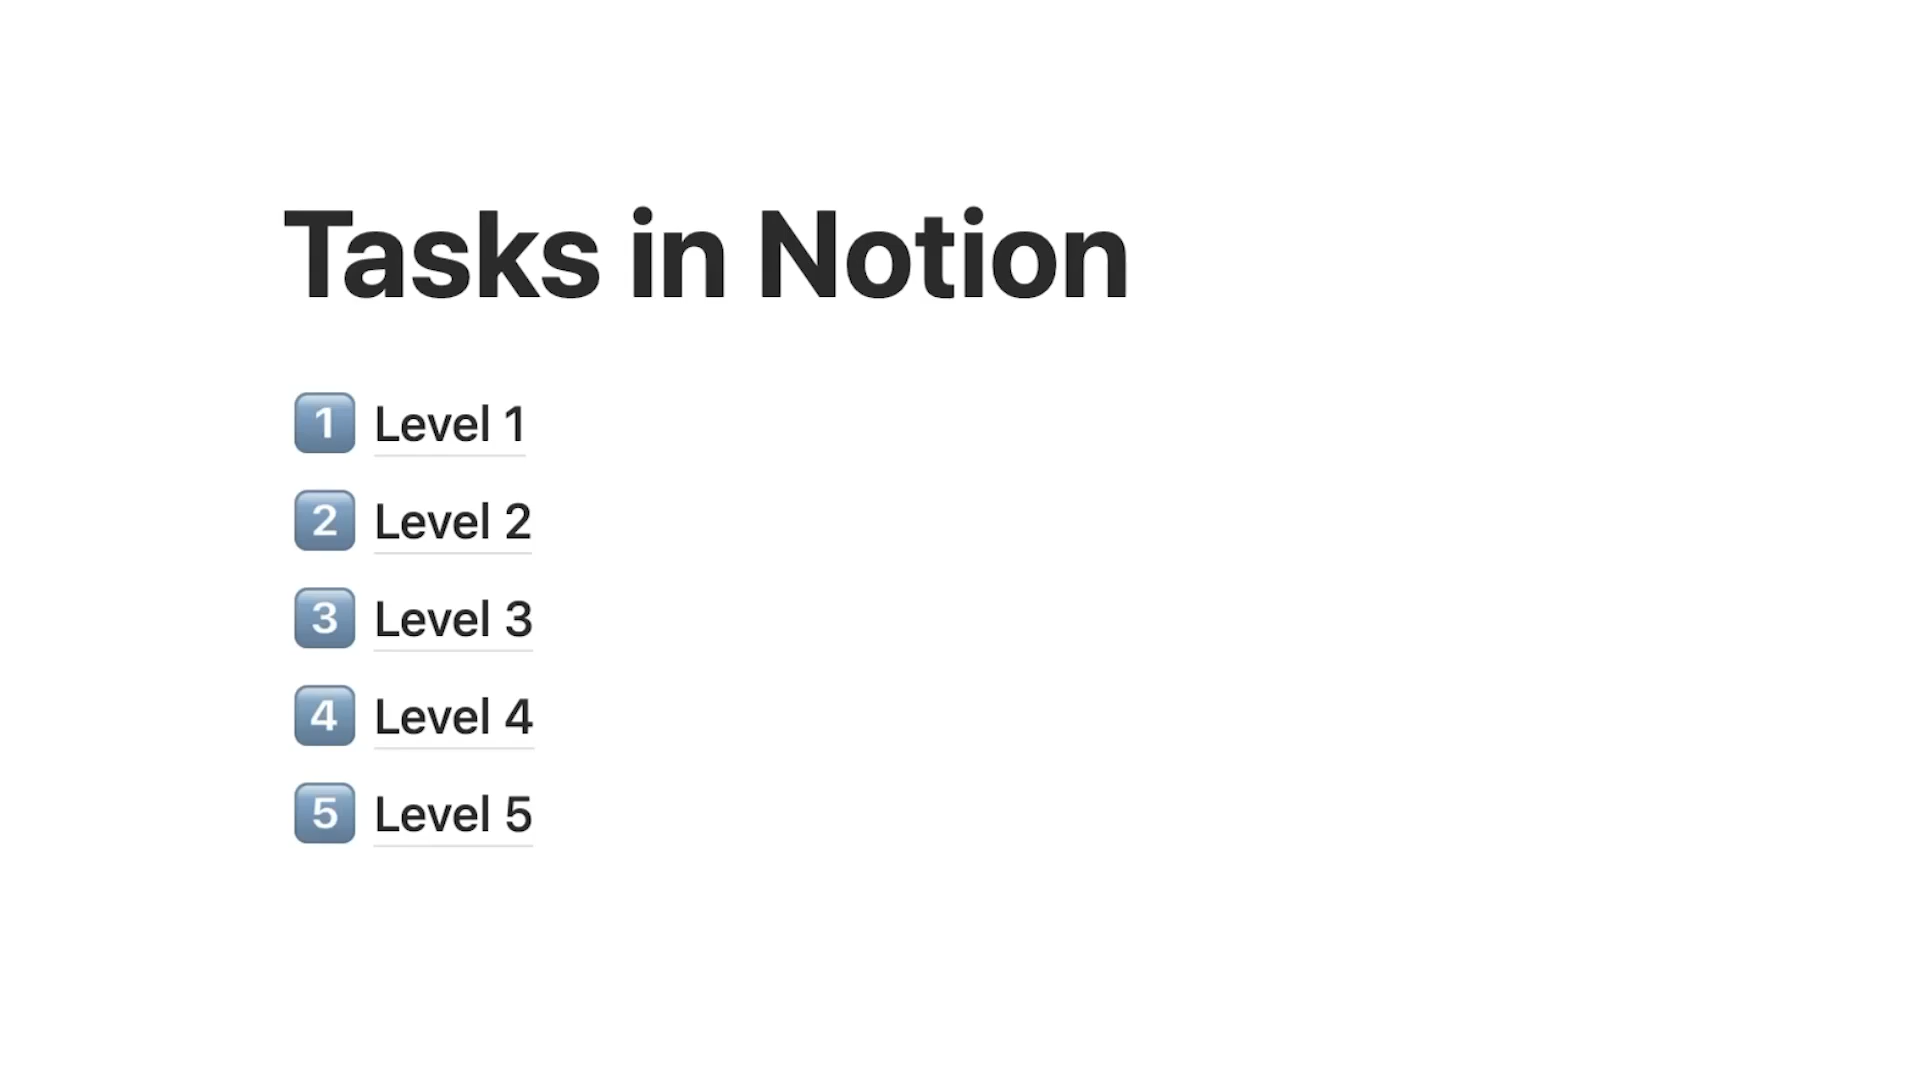 Tasks in Notion
1 Level 1
2 Level 2
3 Level 3
4 Level 4
5 Level 5